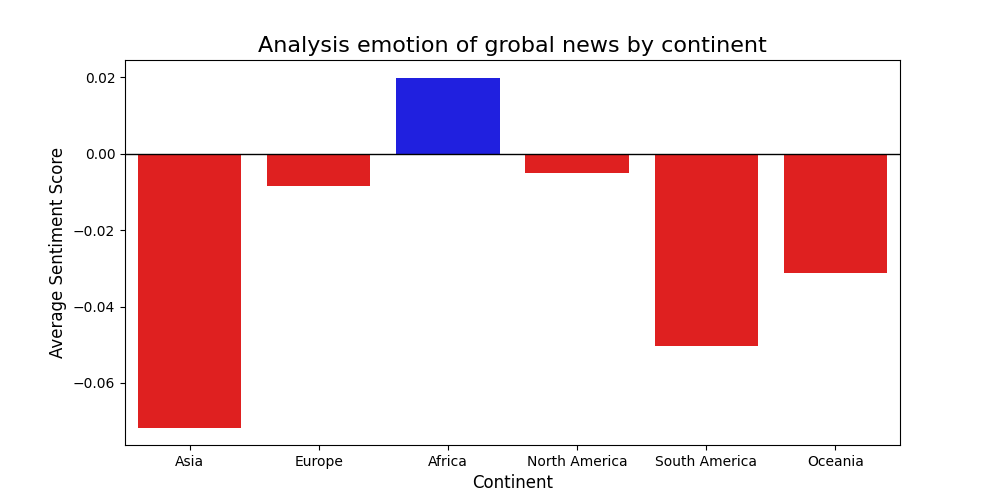 Analysis emotion of grobal news by continent
Average Sentiment Score
0.02
0.00
−0.02
−0.04
−0.06
Asia Europe Africa North America South America Oceania
Continent